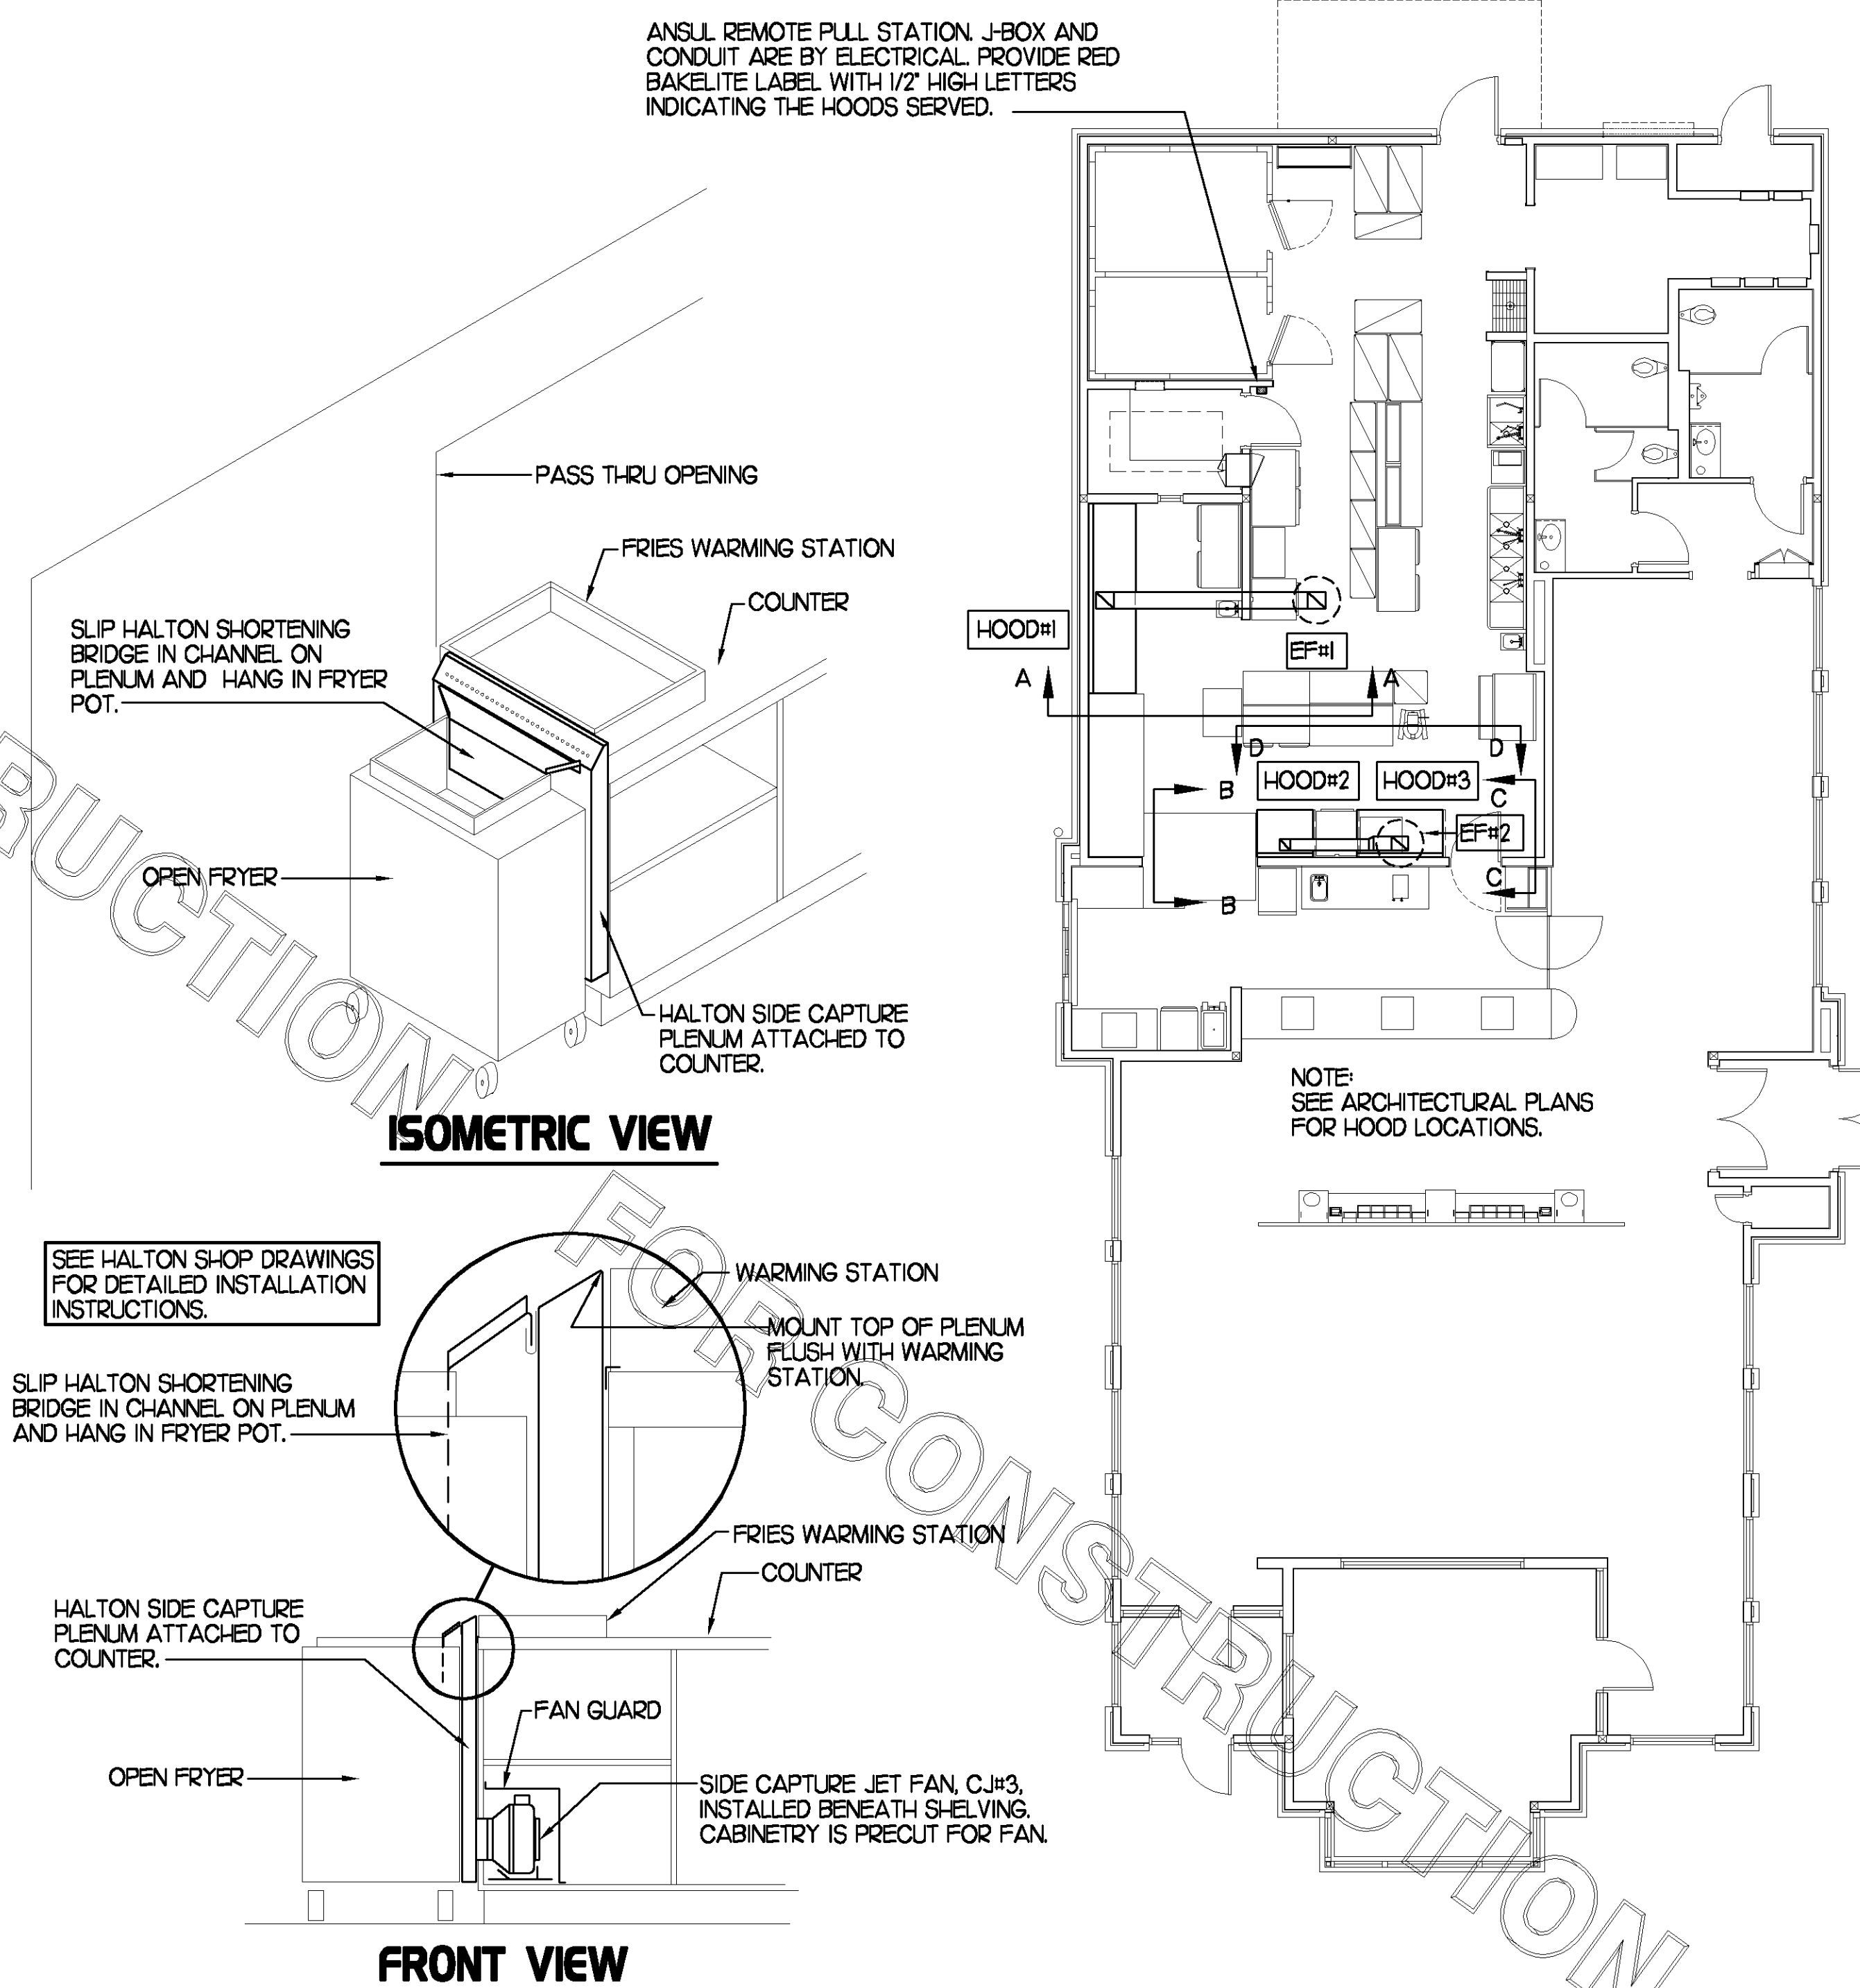 ANSUL REMOTE PULL STATION. J-BOX AND
CONDUIT ARE BY ELECTRICAL. PROVIDE RED
BAKELITE LABEL WITH 1/2" HIGH LETTERS
INDICATING THE HOODS SERVED.
PASS THRU OPENING
FRIES WARMING STATION
COUNTER
SLIP HALTON SHORTENING
BRIDGE IN CHANNEL ON
PLENUM AND HANG IN FRYER
POT.
OPEN FRYER
HALTON SIDE CAPTURE
PLENUM ATTACHED TO
COUNTER.
ISOMETRIC VIEW
SEE HALTON SHOP DRAWINGS
FOR DETAILED INSTALLATION
INSTRUCTIONS.
WARMING STATION
MOUNT TOP OF PLENUM
FLUSH WITH WARMING
STATION.
SLIP HALTON SHORTENING
BRIDGE IN CHANNEL ON PLENUM
AND HANG IN FRYER POT.
FRIES WARMING STATION
COUNTER
HALTON SIDE CAPTURE
PLENUM ATTACHED TO
COUNTER.
FAN GUARD
OPEN FRYER
SIDE CAPTURE JET FAN, CJ#3,
INSTALLED BENEATH SHELVING.
CABINETRY IS PRECUT FOR FAN.
FRONT VIEW
HOOD#1
EF#1
A
A
D
D
HOOD#2
HOOD#3
B
C
EF#2
C
B
NOTE:
SEE ARCHITECTURAL PLANS
FOR HOOD LOCATIONS.
RUCTION
FOR CONSTRUCTION